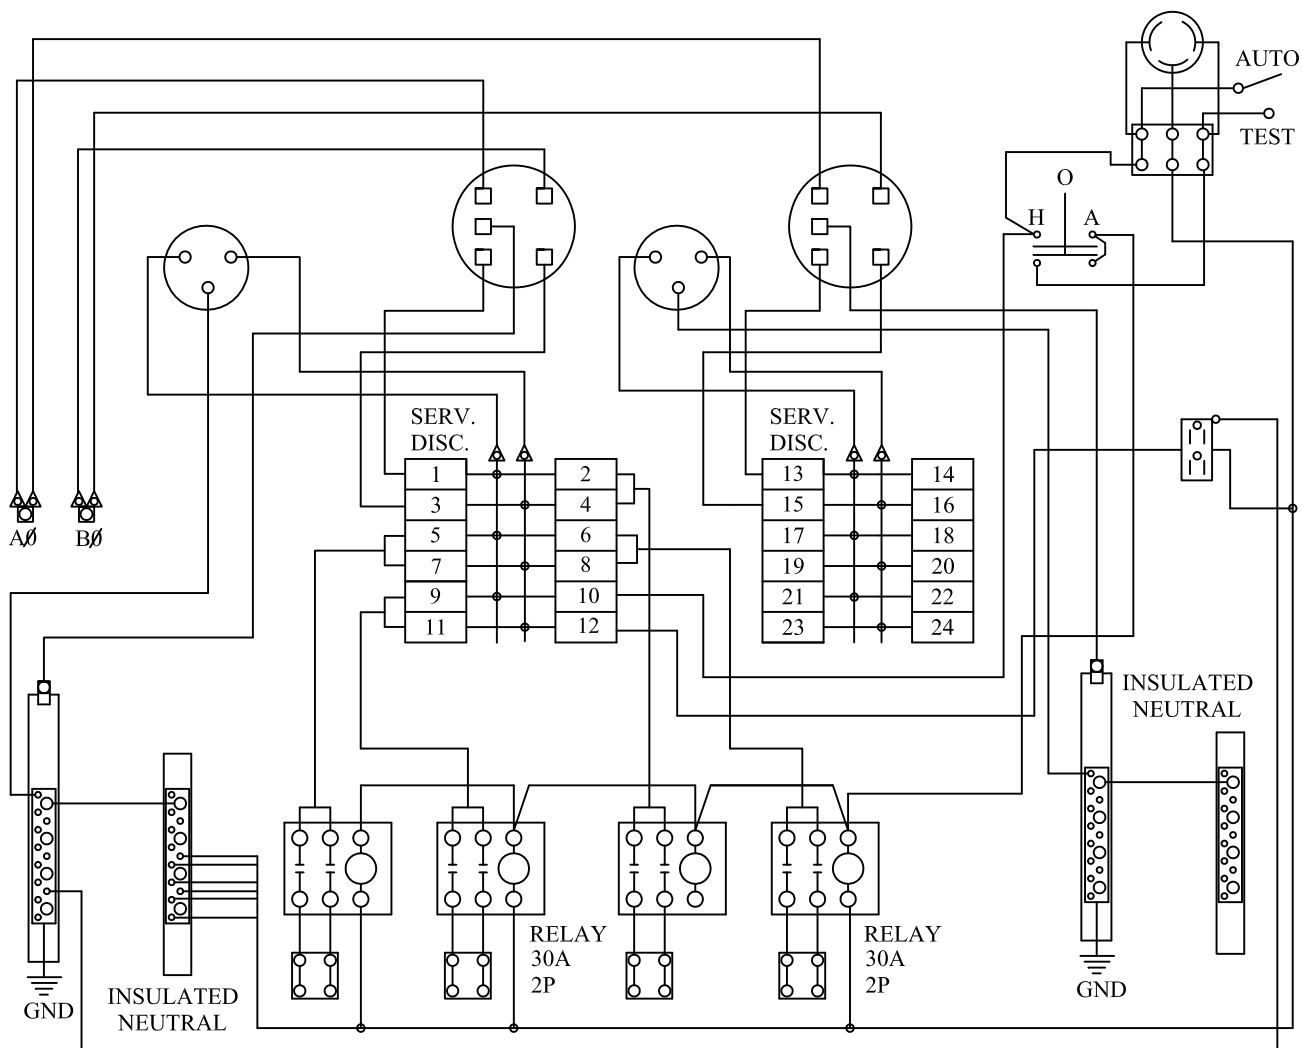 AUTO
TEST
O
H A
SERV.
DISC.
SERV.
DISC.
1 2 13 14
3 4 15 16
5 6 17 18
7 8 19 20
9 10 21 22
11 12 23 24
AØ BØ
INSULATED
NEUTRAL
RELAY
30A
2P
RELAY
30A
2P
GND
INSULATED
NEUTRAL
GND